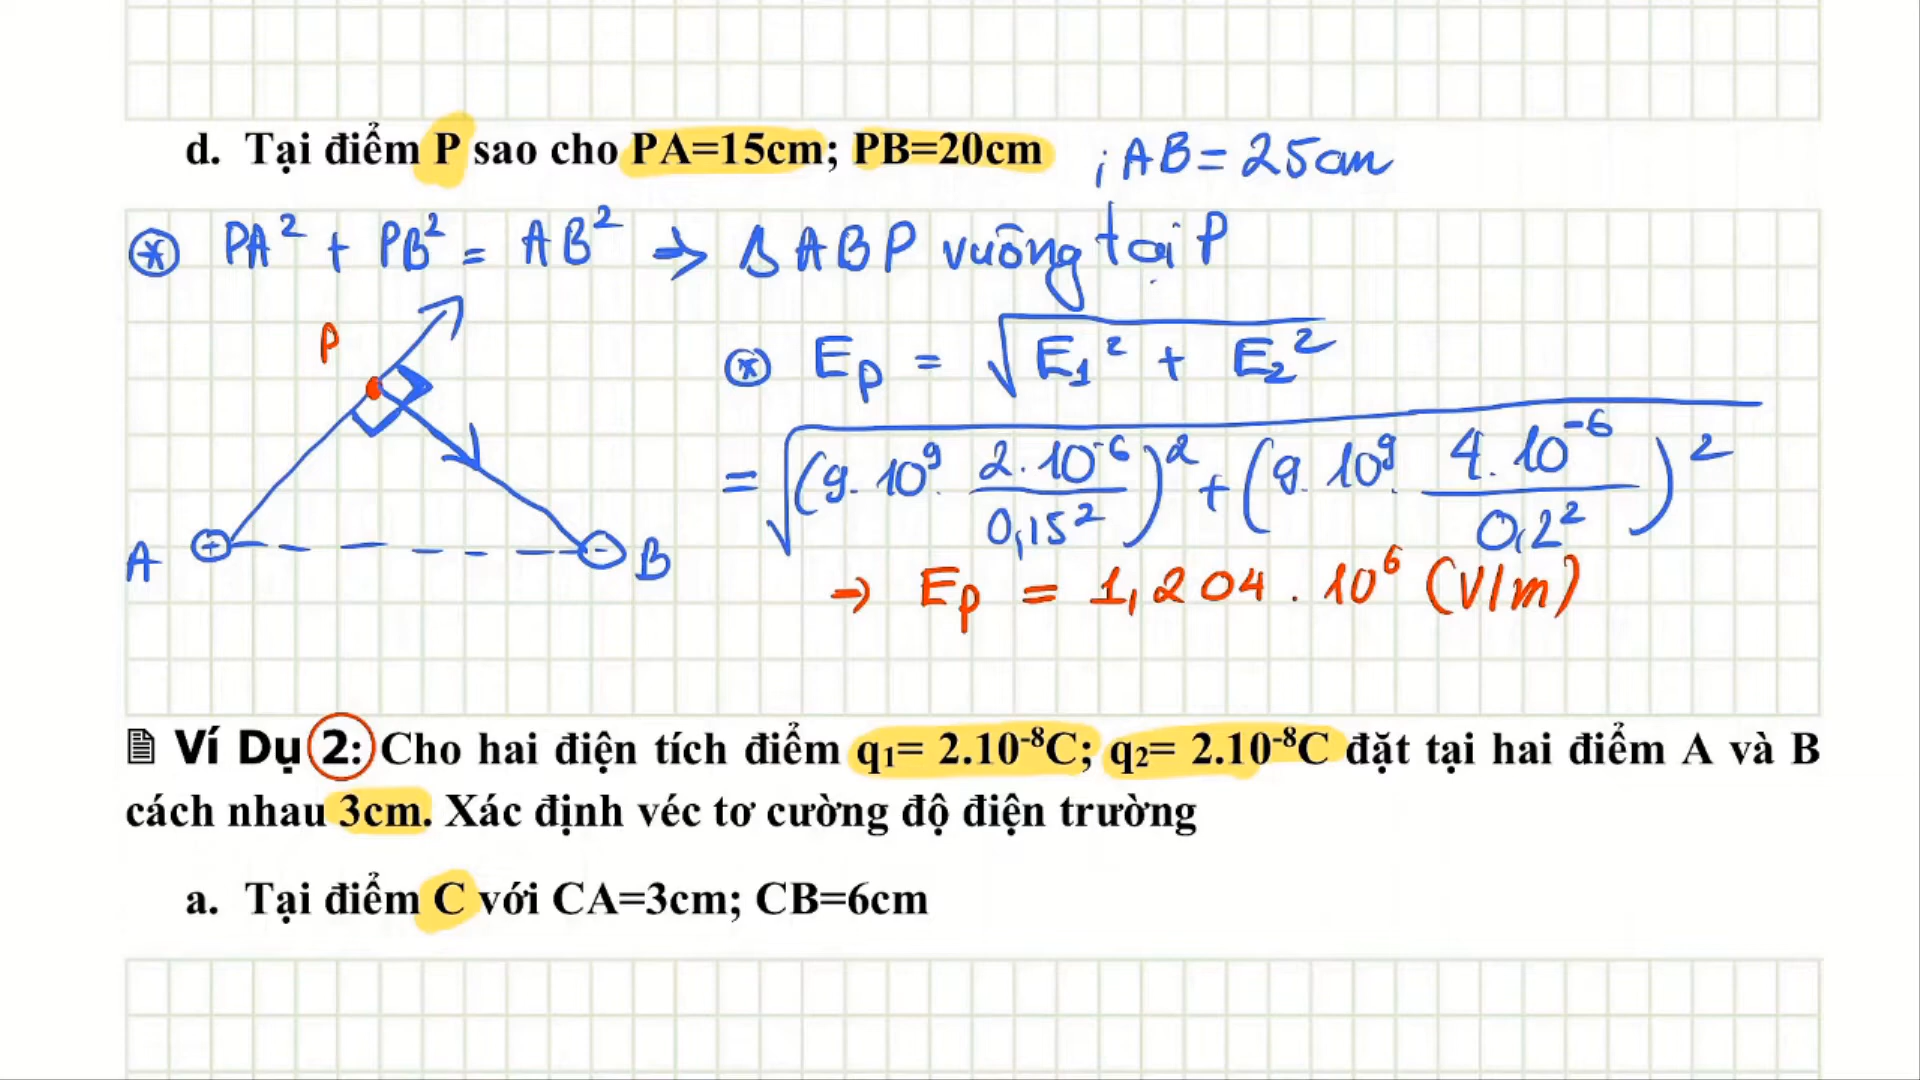 d. Tại điểm P sao cho PA=15cm; PB=20cm ; AB = 25cm
⊛ PA² + PB² = AB² → Δ ABP vuông tại P
P
⊛ E_P = √(E₁² + E₂²)
= √((9.10⁹. 2.10⁻⁶/0,15²)² + (9.10⁹. 4.10⁻⁶/0,2²)²)
A + - B
→ E_P = 1,204 . 10⁶ (V/m)
Ví Dụ 2: Cho hai điện tích điểm q₁= 2.10⁻⁸C; q₂= 2.10⁻⁸C đặt tại hai điểm A và B
cách nhau 3cm. Xác định véc tơ cường độ điện trường
a. Tại điểm C với CA=3cm; CB=6cm